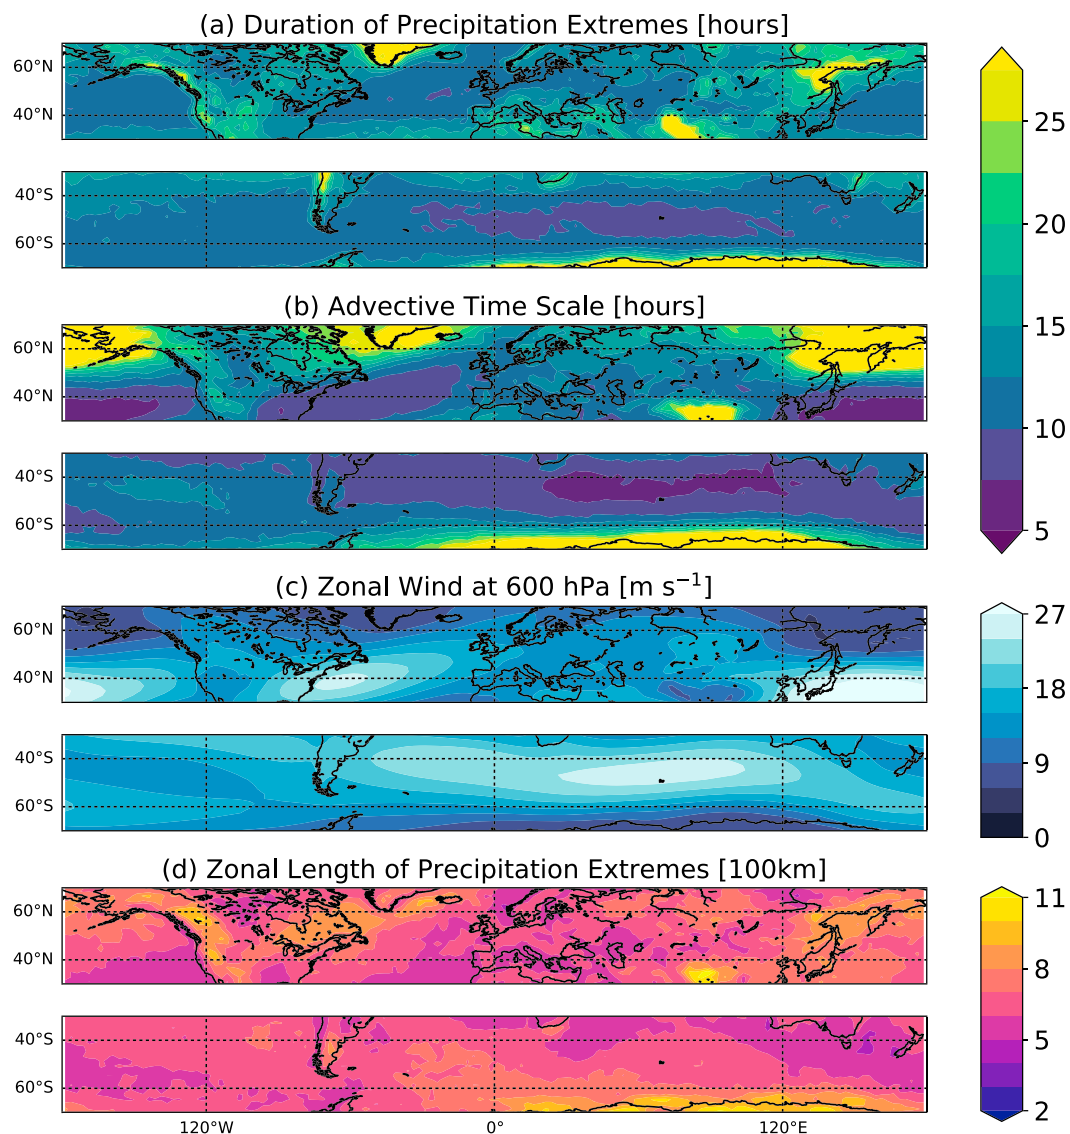 (a) Duration of Precipitation Extremes [hours]
60°N
40°N
40°S
60°S
(b) Advective Time Scale [hours]
60°N
40°N
40°S
60°S
25
20
15
10
5
(c) Zonal Wind at 600 hPa [m s⁻¹]
60°N
40°N
40°S
60°S
27
18
9
0
(d) Zonal Length of Precipitation Extremes [100km]
60°N
40°N
40°S
60°S
11
8
5
2
120°W
0°
120°E